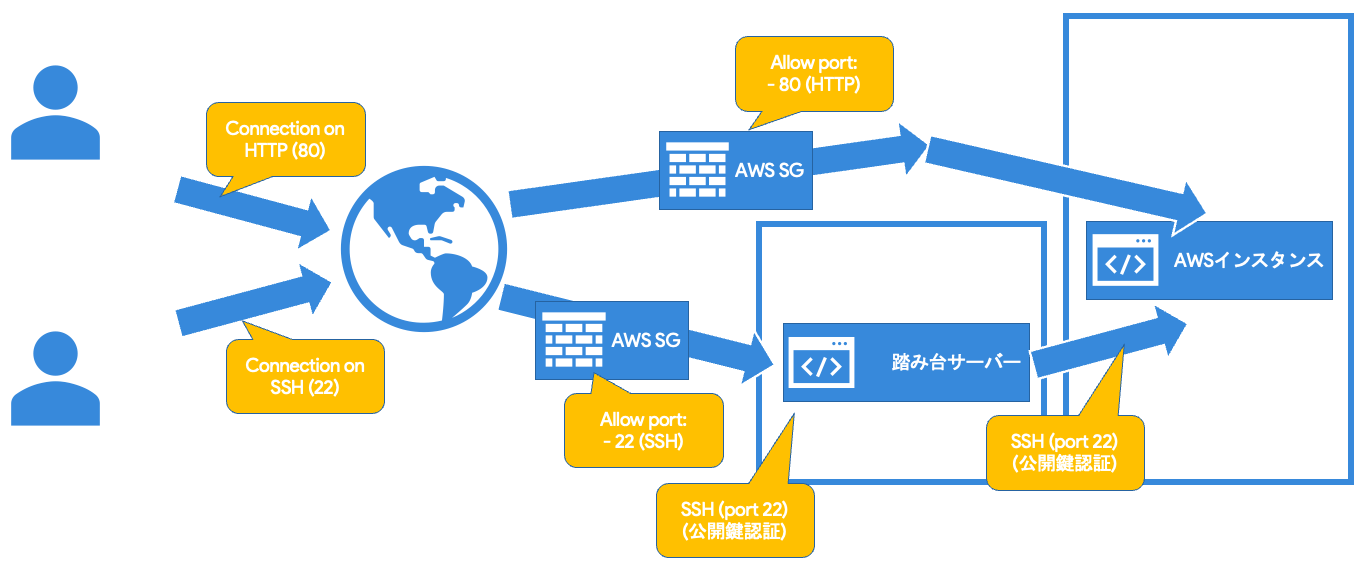 Allow port:
- 80 (HTTP)
Connection on
HTTP (80)
AWS SG
AWSインスタンス
AWS SG
踏み台サーバー
Connection on
SSH (22)
Allow port:
- 22 (SSH)
SSH (port 22)
(公開鍵認証)
SSH (port 22)
(公開鍵認証)